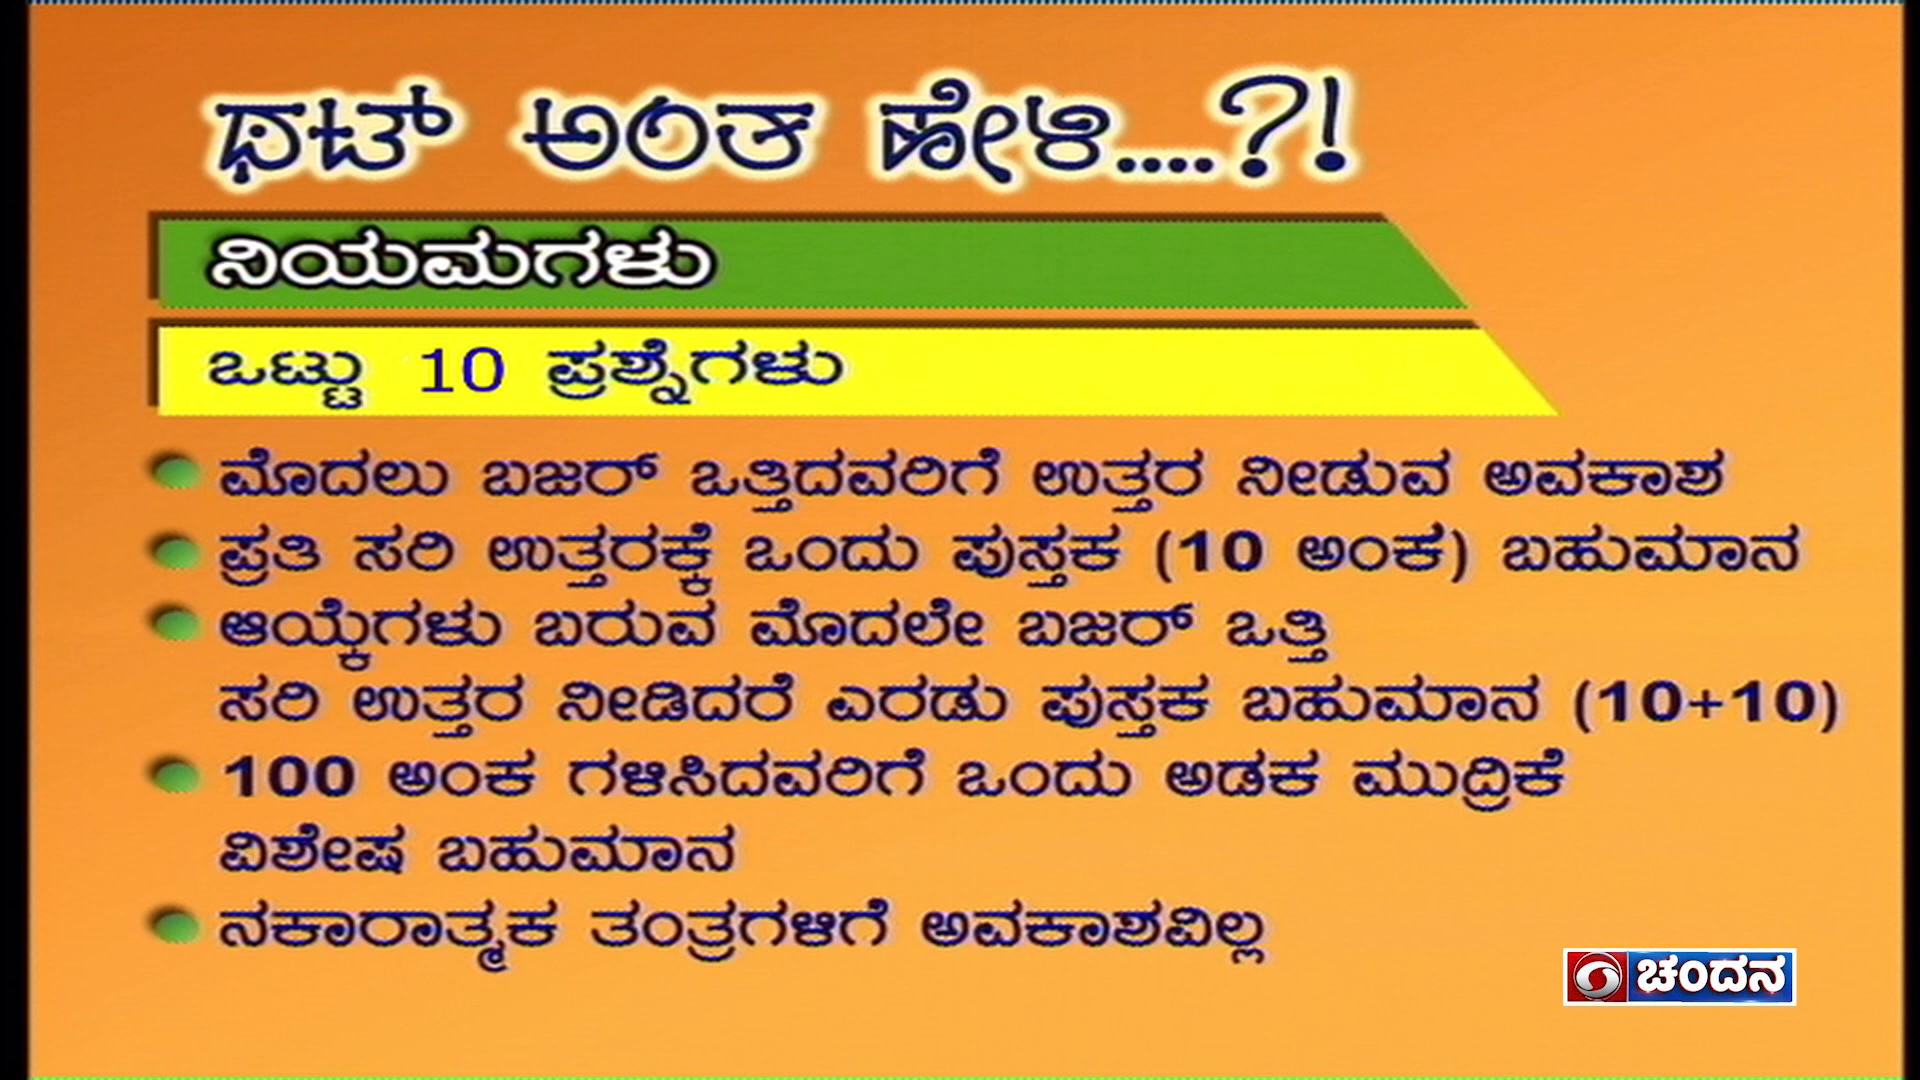 ಥಟ್ ಅಂತ ಹೇಳಿ....?!
ನಿಯಮಗಳು
ಒಟ್ಟು 10 ಪ್ರಶ್ನೆಗಳು
ಮೊದಲು ಬಜರ್ ಒತ್ತಿದವರಿಗೆ ಉತ್ತರ ನೀಡುವ ಅವಕಾಶ
ಪ್ರತಿ ಸರಿ ಉತ್ತರಕ್ಕೆ ಒಂದು ಪುಸ್ತಕ (10 ಅಂಕ) ಬಹುಮಾನ
ಆಯ್ಕೆಗಳು ಬರುವ ಮೊದಲೇ ಬಜರ್ ಒತ್ತಿ
ಸರಿ ಉತ್ತರ ನೀಡಿದರೆ ಎರಡು ಪುಸ್ತಕ ಬಹುಮಾನ (10+10)
100 ಅಂಕ ಗಳಿಸಿದವರಿಗೆ ಒಂದು ಅಡಕ ಮುದ್ರಿಕೆ
ವಿಶೇಷ ಬಹುಮಾನ
ನಕಾರಾತ್ಮಕ ತಂತ್ರಗಳಿಗೆ ಅವಕಾಶವಿಲ್ಲ
ಚಂದನ